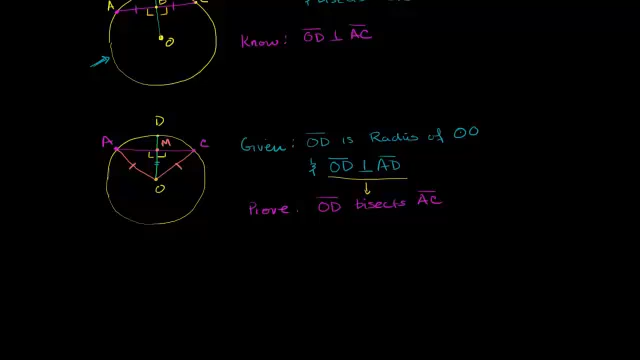 A B C
O
Know: OD ⊥ AC
D
A M C
O
Given: OD is Radius of ⊙O
& OD ⊥ AD
Prove: OD bisects AC